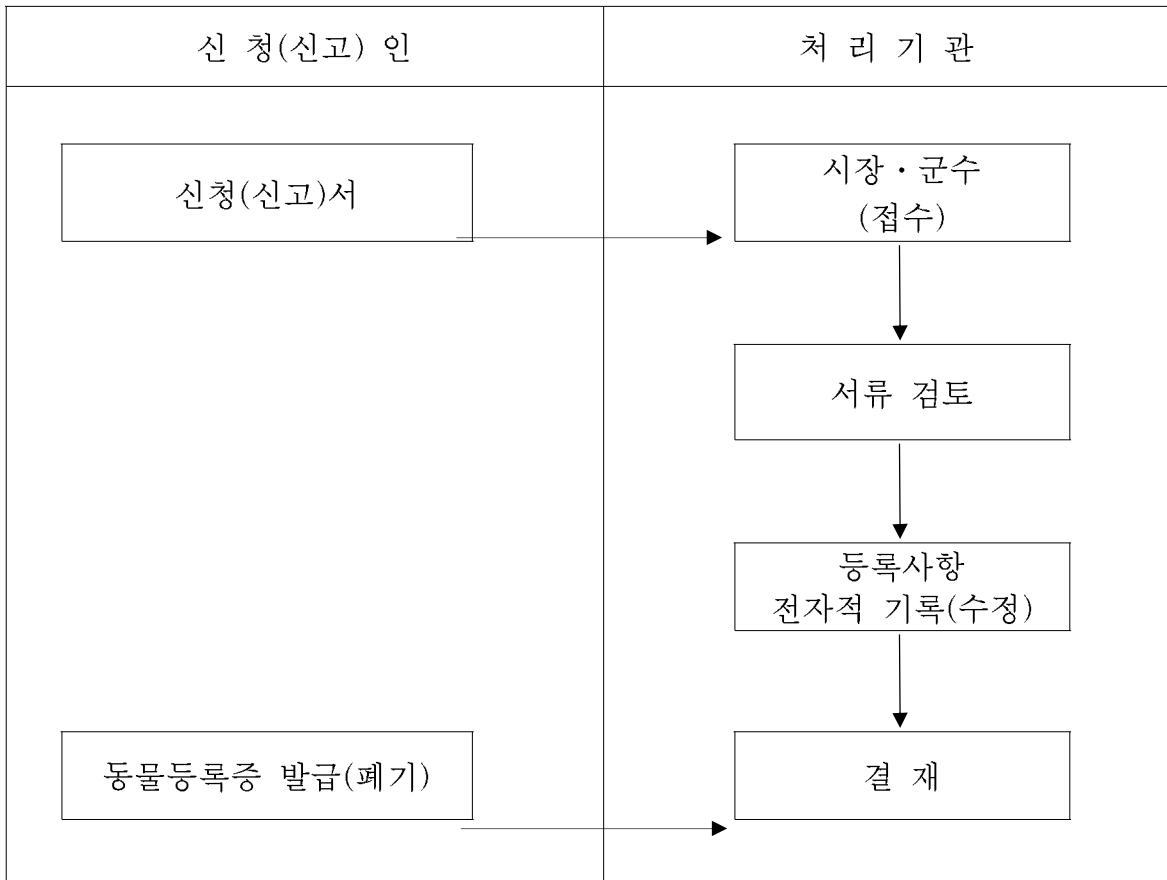 신 청(신고) 인
처 리 기 관
신청(신고)서
시장 · 군수
(접수)
서류 검토
등록사항
전자적 기록(수정)
동물등록증 발급(폐기)
결 재